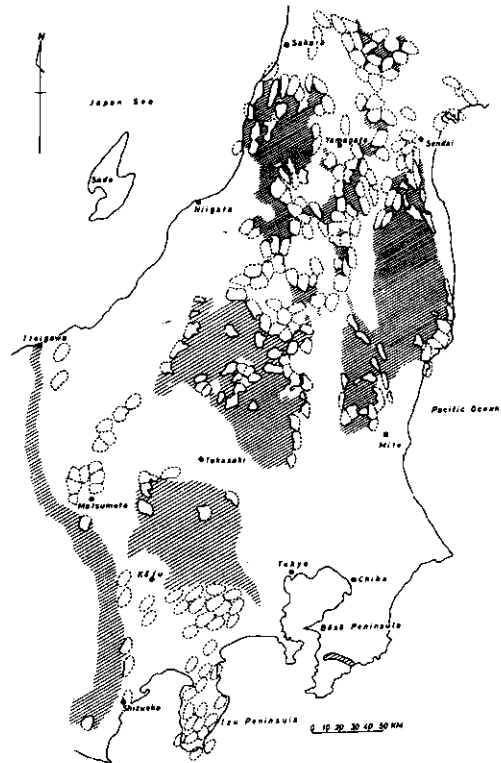 N
Sakata
Japan Sea
Yamagata
Sendai
Sado
Niigata
Itoigawa
Pacific Ocean
Mito
Takasaki
Matsumoto
Tokyo
Kōfu
Chiba
Bōsō Peninsula
Shizuoka
Izu Peninsula
0 10 20 30 40 50 KM